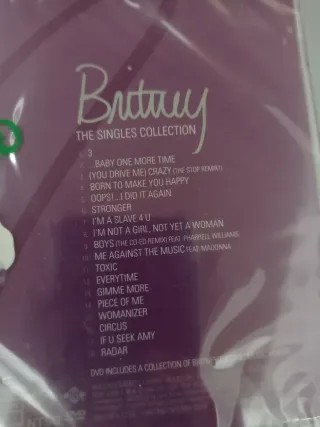 Britney
THE SINGLES COLLECTION
3
...BABY ONE MORE TIME
(YOU DRIVE ME) CRAZY (THE STOP REMIX!)
BORN TO MAKE YOU HAPPY
OOPS!...I DID IT AGAIN
STRONGER
I'M A SLAVE 4 U
I'M NOT A GIRL, NOT YET A WOMAN
BOYS (THE CO-ED REMIX) FEAT. PHARRELL WILLIAMS
ME AGAINST THE MUSIC FEAT. MADONNA
TOXIC
EVERYTIME
GIMME MORE
PIECE OF ME
WOMANIZER
CIRCUS
IF U SEEK AMY
RADAR
DVD INCLUDES A COLLECTION OF